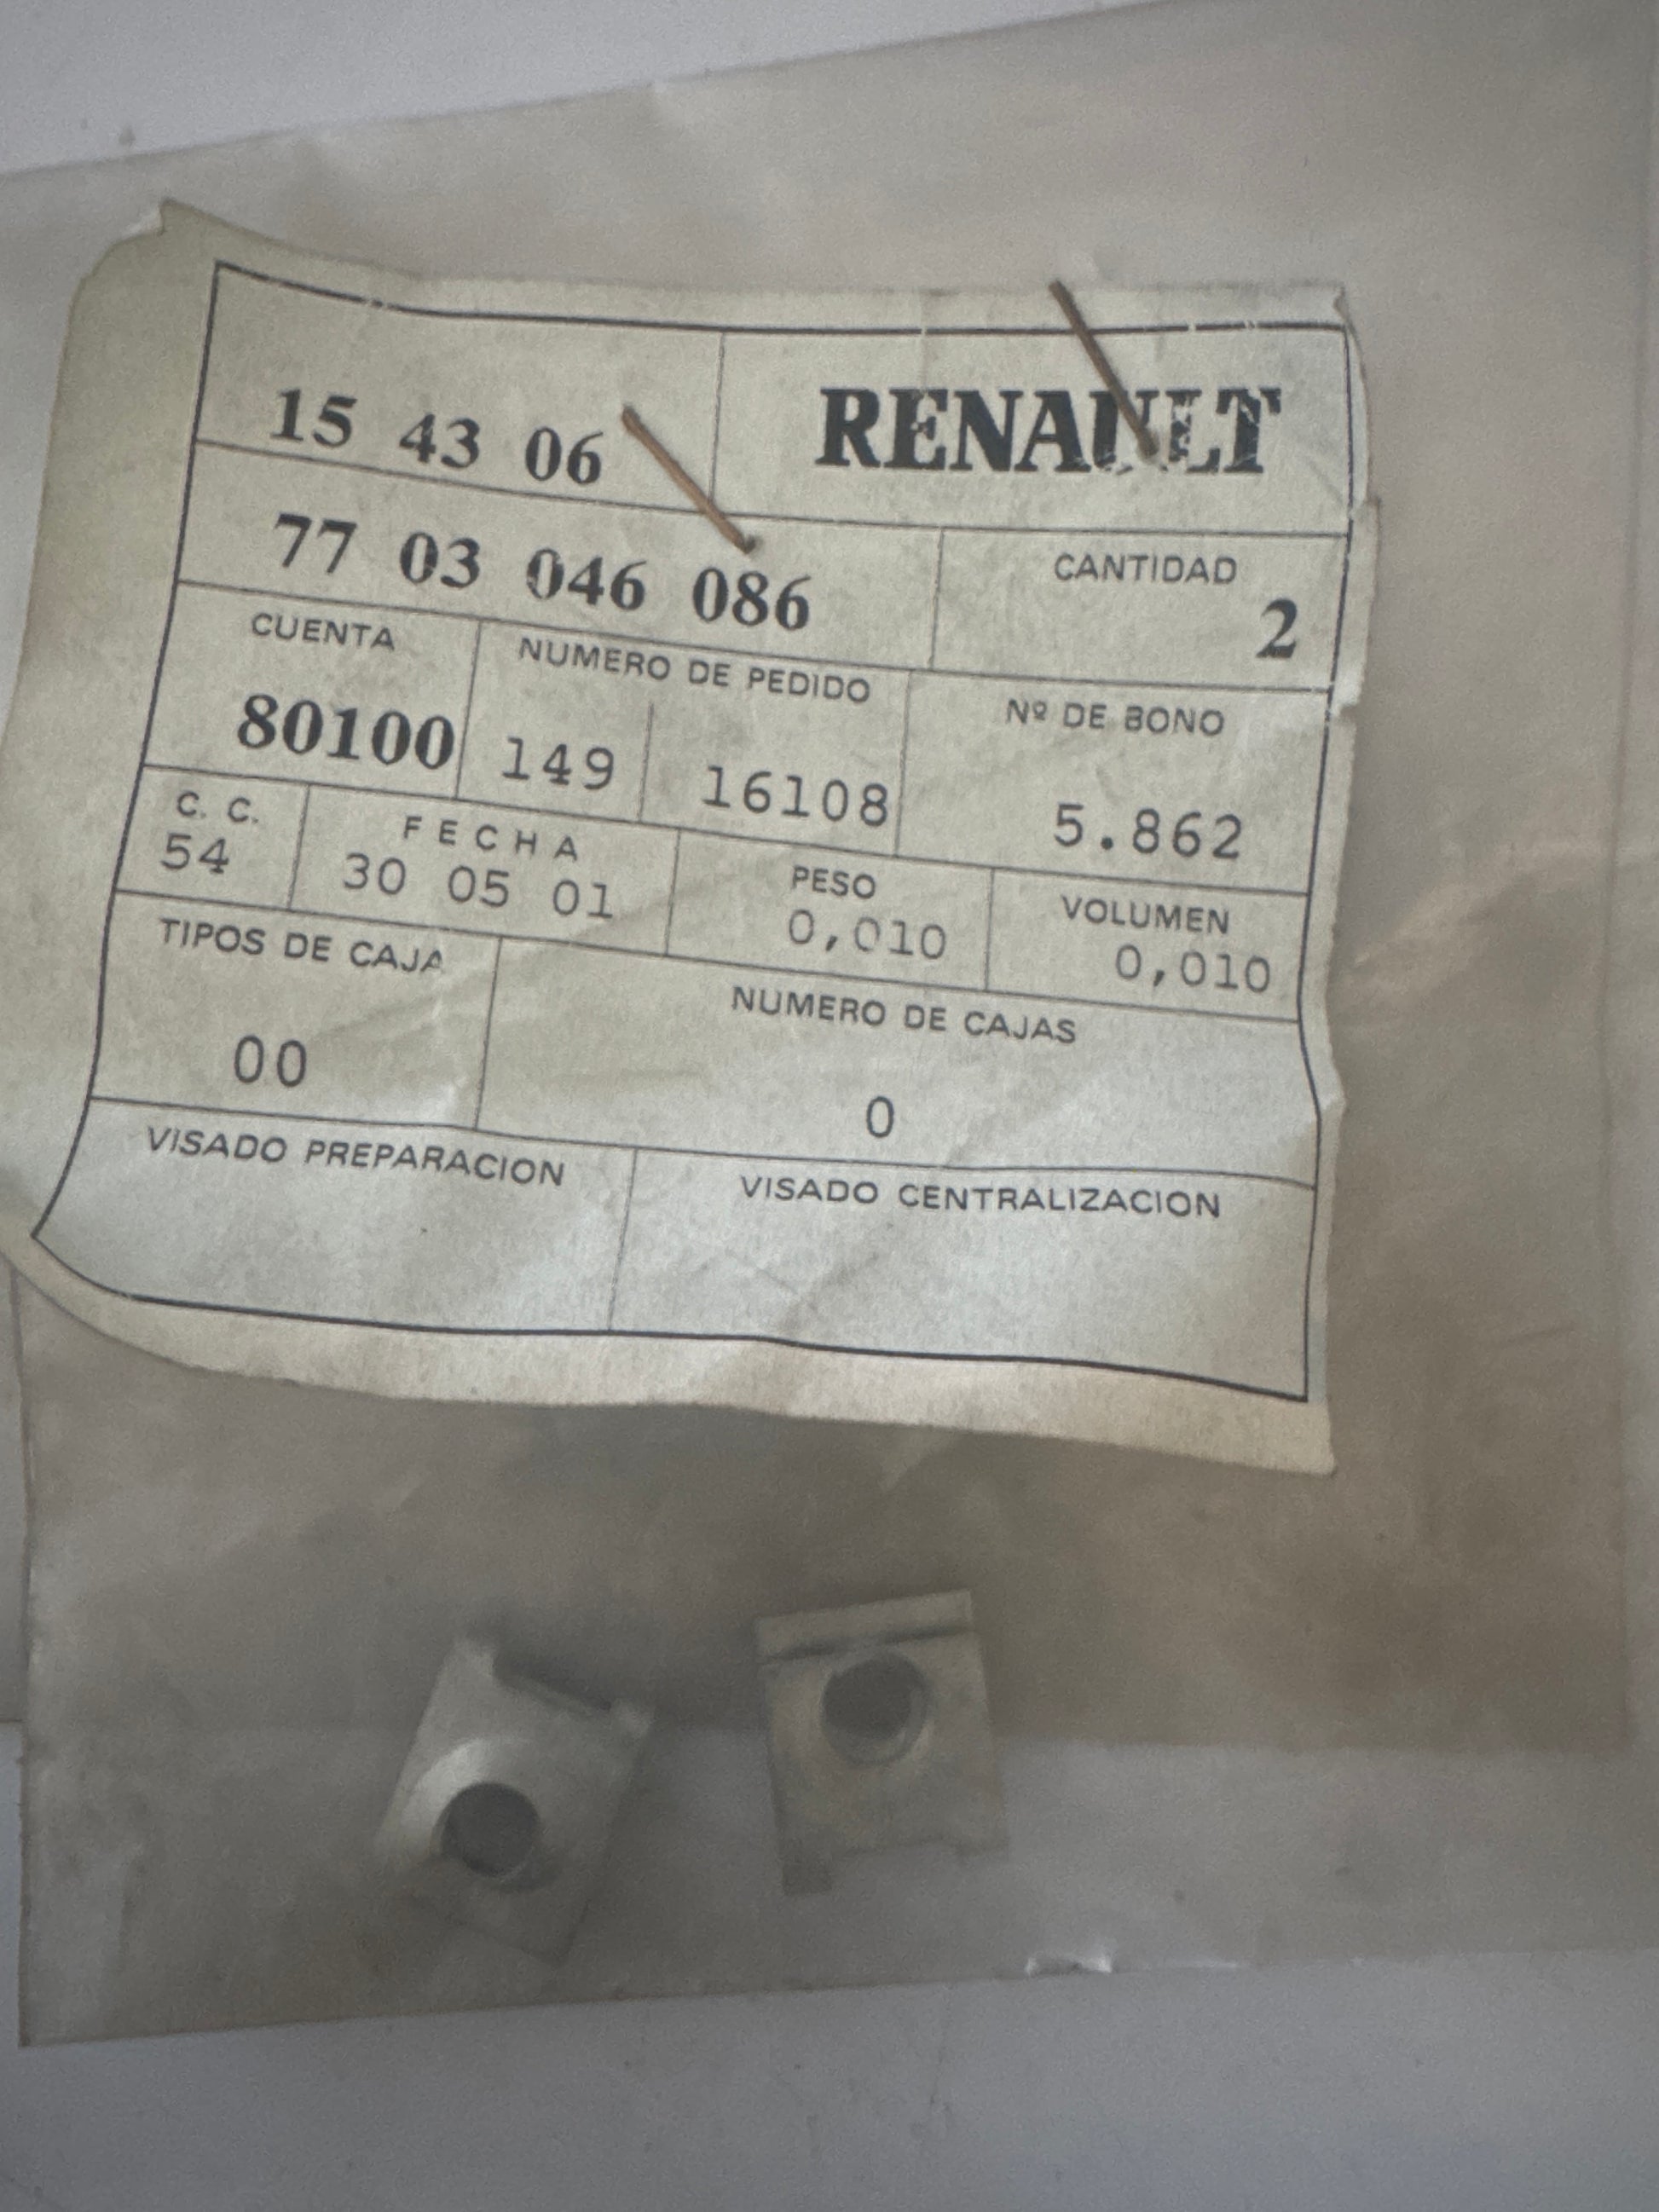 15 43 06 RENAULT
77 03 046 086 CANTIDAD 2
CUENTA NUMERO DE PEDIDO Nº DE BONO
80100 149 16108 5.862
C. C. FECHA PESO VOLUMEN
54 30 05 01 0,010 0,010
TIPOS DE CAJA NUMERO DE CAJAS
00 0
VISADO PREPARACION VISADO CENTRALIZACION